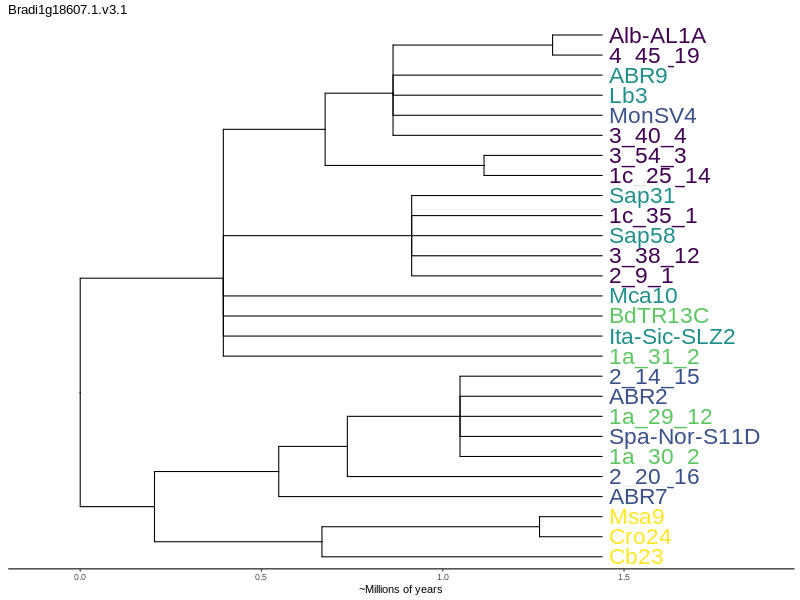 Bradi1g18607.1.v3.1
Alb-AL1A
4_45_19
ABR9
Lb3
MonSV4
3_40_4
3_54_3
1c_25_14
Sap31
1c_35_1
Sap58
3_38_12
2_9_1
Mca10
BdTR13C
Ita-Sic-SLZ2
1a_31_2
2_14_15
ABR2
1a_29_12
Spa-Nor-S11D
1a_30_2
2_20_16
ABR7
Msa9
Cro24
Cb23
0.0 0.5 1.0 1.5
~Millions of years